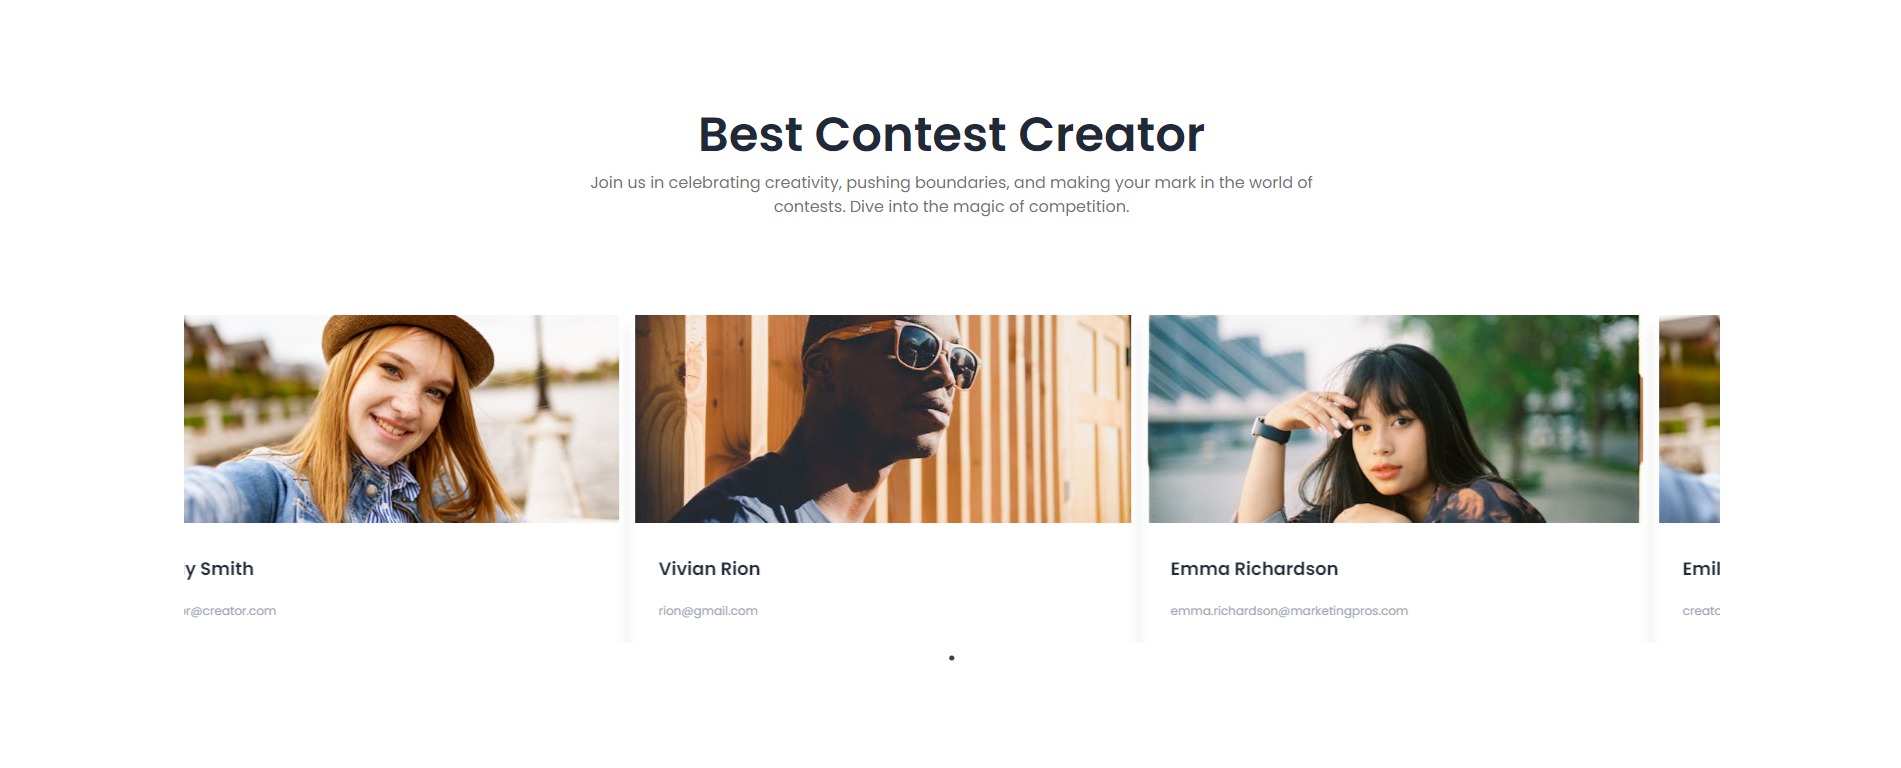 Best Contest Creator
Join us in celebrating creativity, pushing boundaries, and making your mark in the world of
contests. Dive into the magic of competition.
y Smith
Vivian Rion
Emma Richardson
Emil
r@creator.com
rion@gmail.com
emma.richardson@marketingpros.com
creato